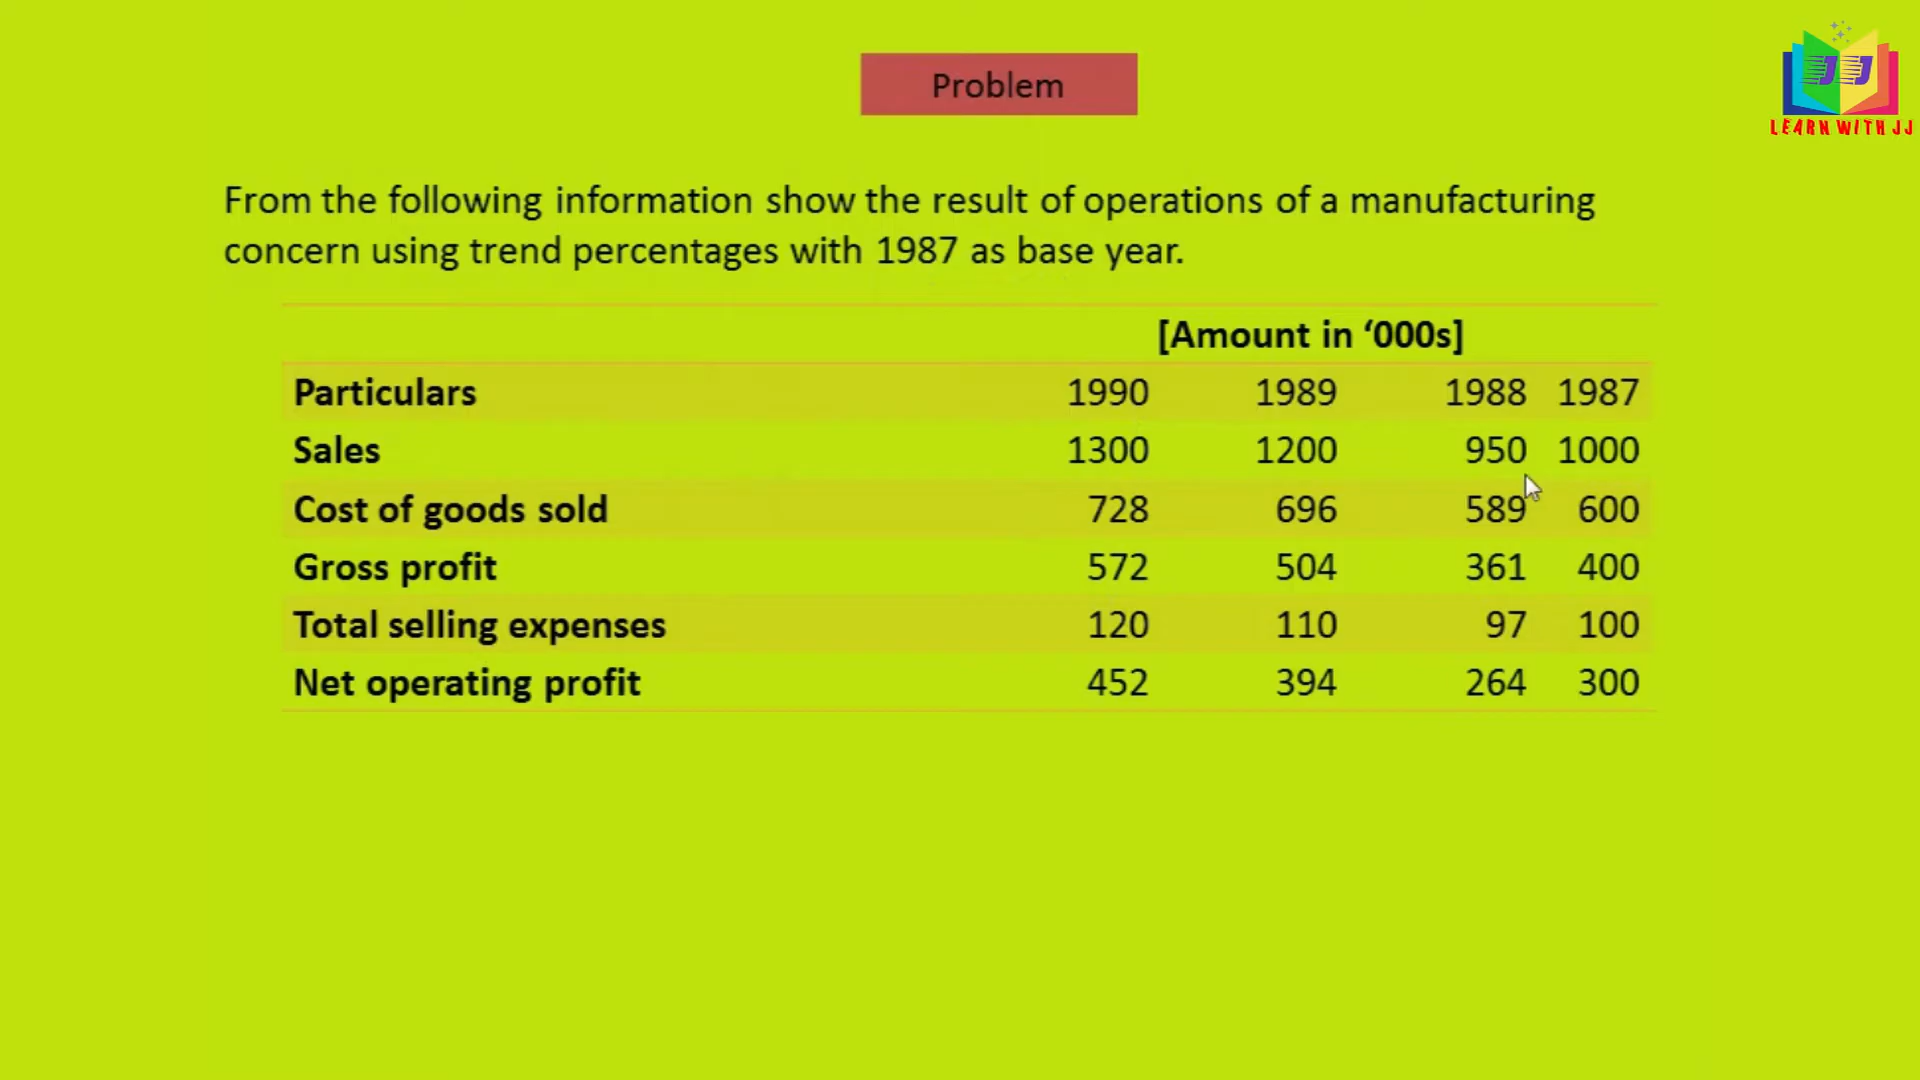 Problem
LEARN WITH JJ
From the following information show the result of operations of a manufacturing
concern using trend percentages with 1987 as base year.
[Amount in ‘000s]
Particulars 1990 1989 1988 1987
Sales 1300 1200 950 1000
Cost of goods sold 728 696 589 600
Gross profit 572 504 361 400
Total selling expenses 120 110 97 100
Net operating profit 452 394 264 300